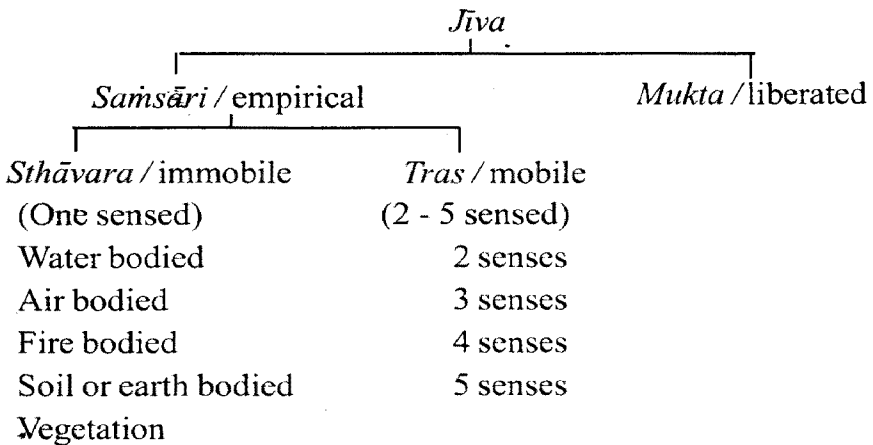 Jīva
Saṁsāri / empirical Mukta / liberated
Sthāvara / immobile Tras / mobile
(One sensed) (2 - 5 sensed)
Water bodied 2 senses
Air bodied 3 senses
Fire bodied 4 senses
Soil or earth bodied 5 senses
Vegetation